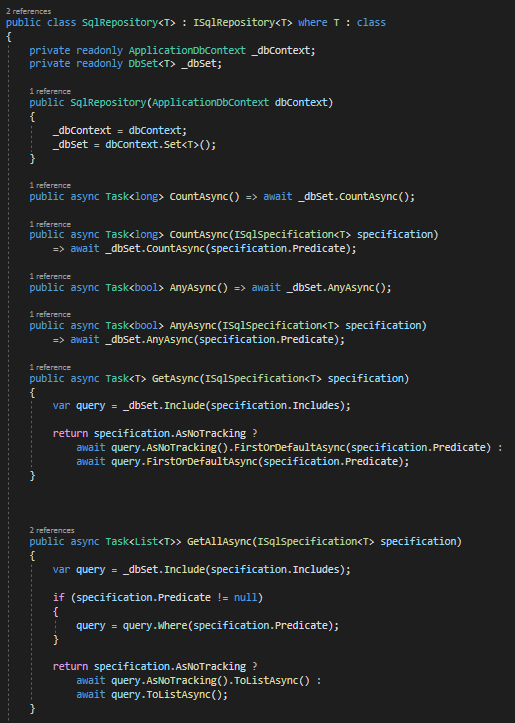 2 references
public class SqlRepository<T> : ISqlRepository<T> where T : class
{
private readonly ApplicationDbContext _dbContext;
private readonly DbSet<T> _dbSet;
1 reference
public SqlRepository(ApplicationDbContext dbContext)
{
_dbContext = dbContext;
_dbSet = dbContext.Set<T>();
}
1 reference
public async Task<long> CountAsync() => await _dbSet.CountAsync();
1 reference
public async Task<long> CountAsync(ISqlSpecification<T> specification)
=> await _dbSet.CountAsync(specification.Predicate);
1 reference
public async Task<bool> AnyAsync() => await _dbSet.AnyAsync();
1 reference
public async Task<bool> AnyAsync(ISqlSpecification<T> specification)
=> await _dbSet.AnyAsync(specification.Predicate);
1 reference
public async Task<T> GetAsync(ISqlSpecification<T> specification)
{
var query = _dbSet.Include(specification.Includes);
return specification.AsNoTracking ?
await query.AsNoTracking().FirstOrDefaultAsync(specification.Predicate) :
await query.FirstOrDefaultAsync(specification.Predicate);
}
2 references
public async Task<List<T>> GetAllAsync(ISqlSpecification<T> specification)
{
var query = _dbSet.Include(specification.Includes);
if (specification.Predicate != null)
{
query = query.Where(specification.Predicate);
}
return specification.AsNoTracking ?
await query.AsNoTracking().ToListAsync() :
await query.ToListAsync();
}